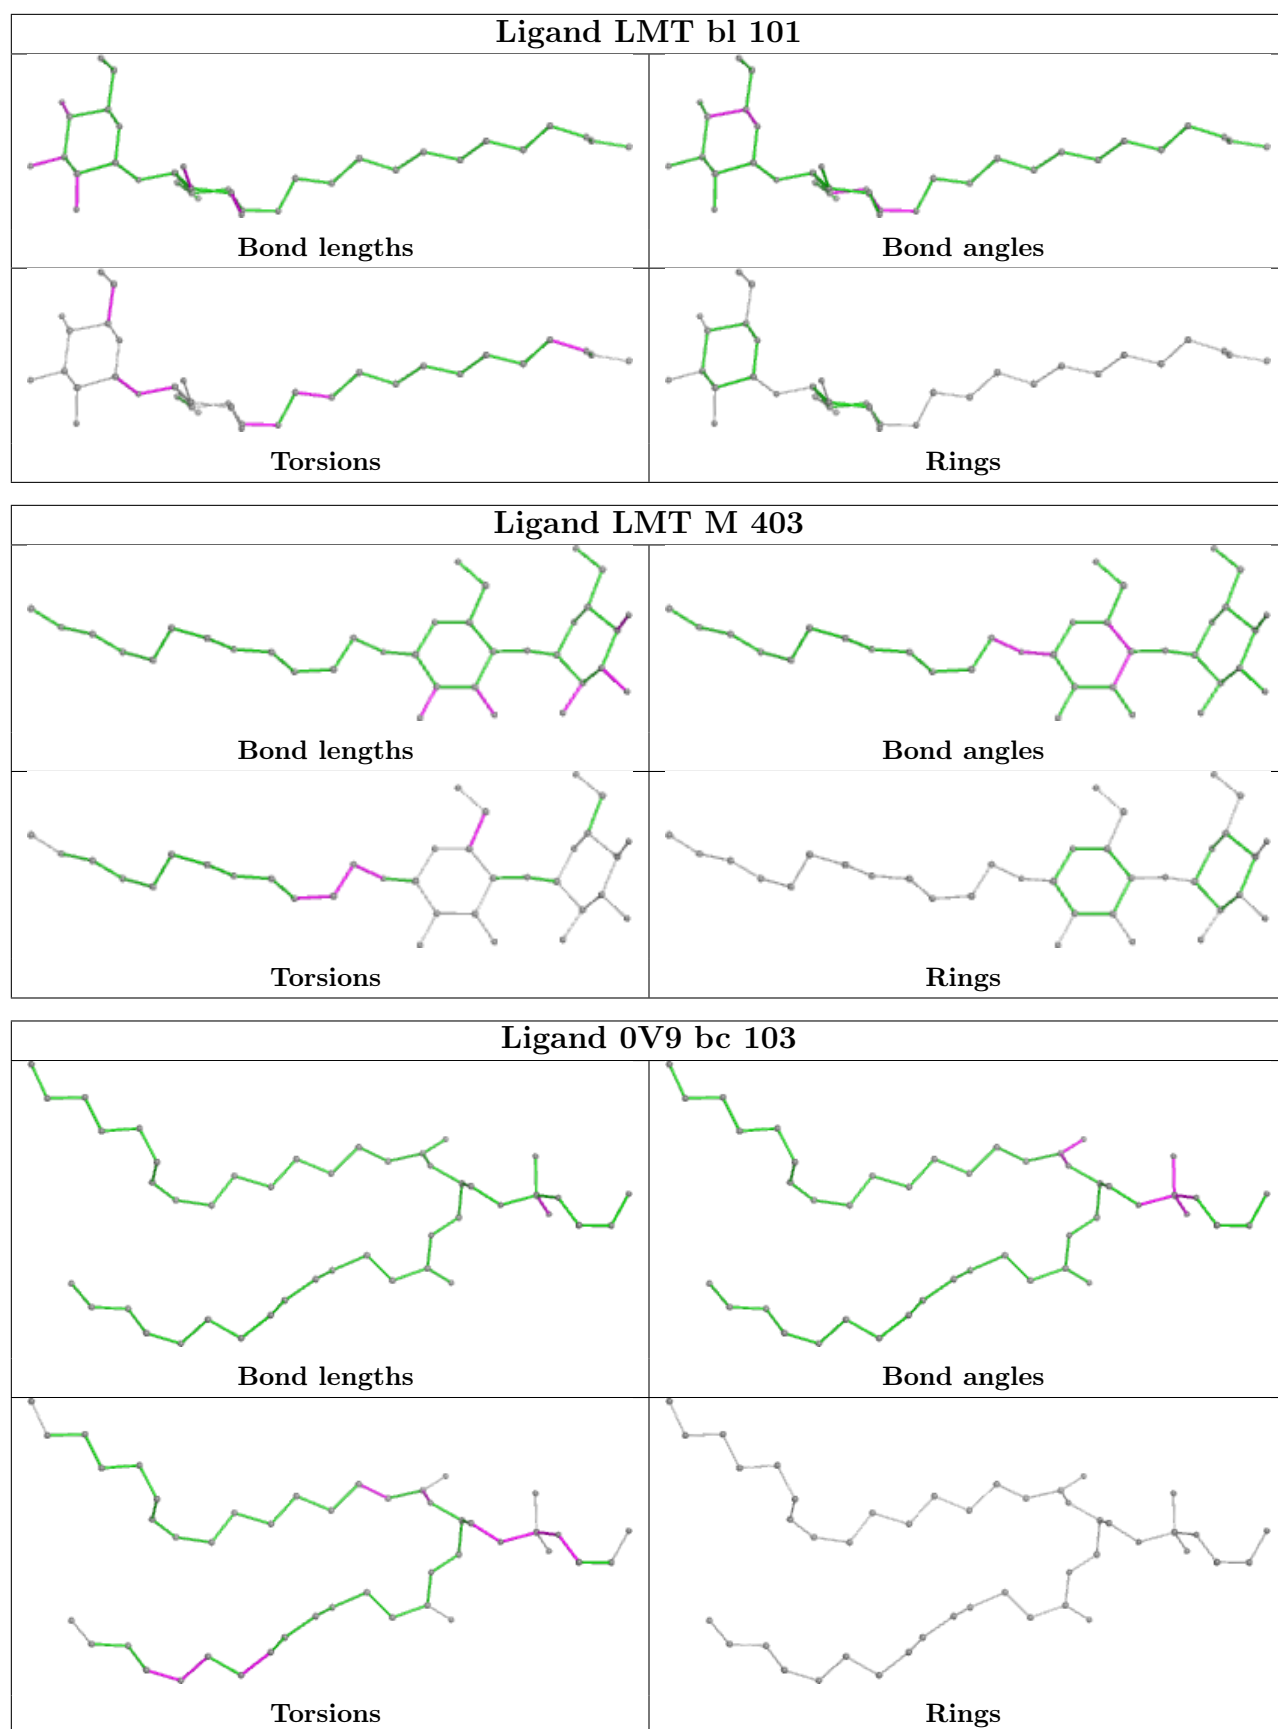 Ligand LMT bl 101
Bond lengths
Bond angles
Torsions
Rings
Ligand LMT M 403
Bond lengths
Bond angles
Torsions
Rings
Ligand 0V9 bc 103
Bond lengths
Bond angles
Torsions
Rings